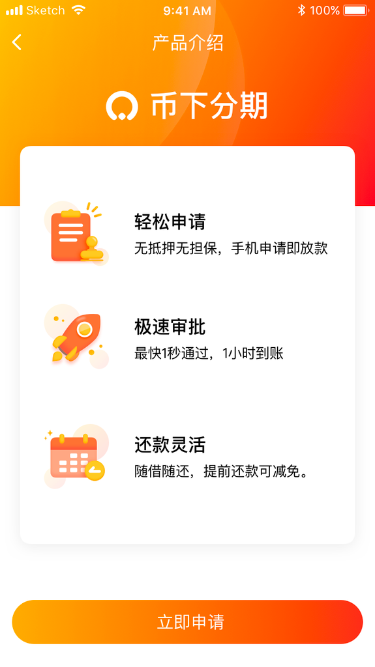 Sketch 9:41 AM 100%
产品介绍
币下分期
轻松申请
无抵押无担保，手机申请即放款
极速审批
最快1秒通过，1小时到账
还款灵活
随借随还，提前还款可减免。
立即申请